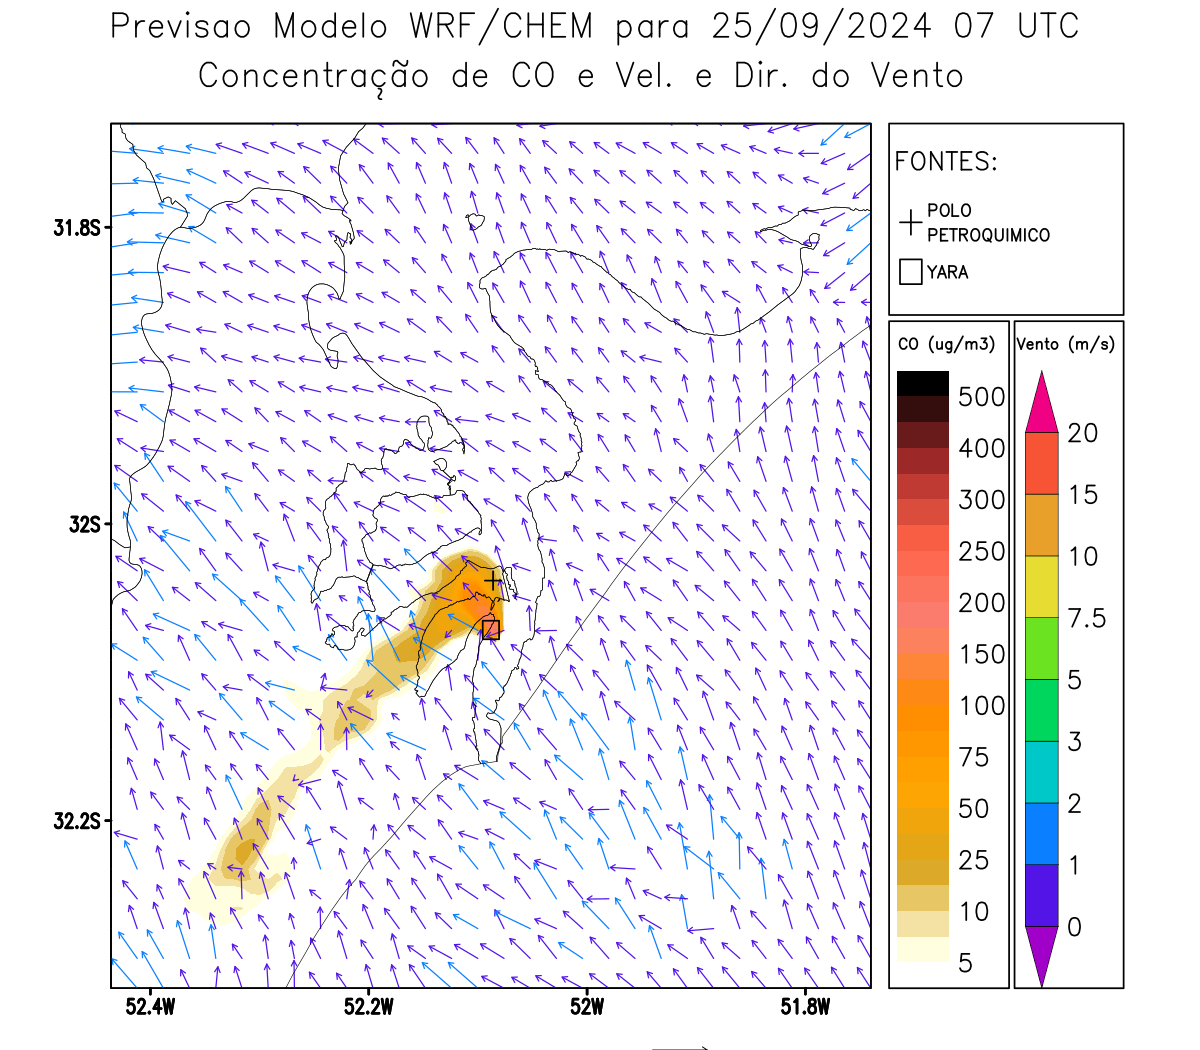 Previsao Modelo WRF/CHEM para 25/09/2024 07 UTC
Concentração de CO e Vel. e Dir. do Vento
FONTES:
POLO
PETROQUIMICO
YARA
CO (ug/m3)
500
400
300
250
200
150
100
75
50
25
10
5
Vento (m/s)
20
15
10
7.5
5
3
2
1
0
31.8S
32S
32.2S
52.4W
52.2W
52W
51.8W